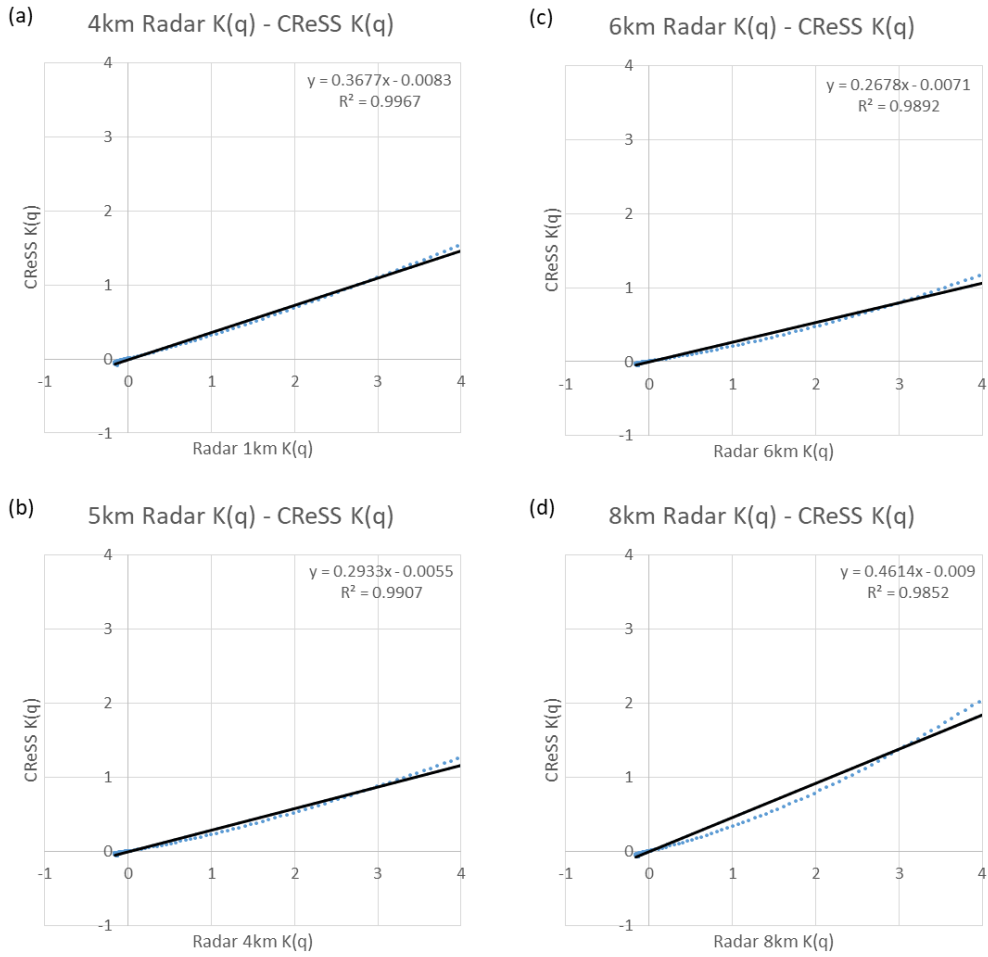 (a)
4km Radar K(q) - CReSS K(q)
y = 0.3677x - 0.0083
R² = 0.9967
4
3
2
1
0
-1
-1
0
1
2
3
4
CReSS K(q)
Radar 1km K(q)
(c)
6km Radar K(q) - CReSS K(q)
y = 0.2678x - 0.0071
R² = 0.9892
4
3
2
1
0
-1
-1
0
1
2
3
4
CReSS K(q)
Radar 6km K(q)
(b)
5km Radar K(q) - CReSS K(q)
y = 0.2933x - 0.0055
R² = 0.9907
4
3
2
1
0
-1
-1
0
1
2
3
4
CReSS K(q)
Radar 4km K(q)
(d)
8km Radar K(q) - CReSS K(q)
y = 0.4614x - 0.009
R² = 0.9852
4
3
2
1
0
-1
-1
0
1
2
3
4
CReSS K(q)
Radar 8km K(q)